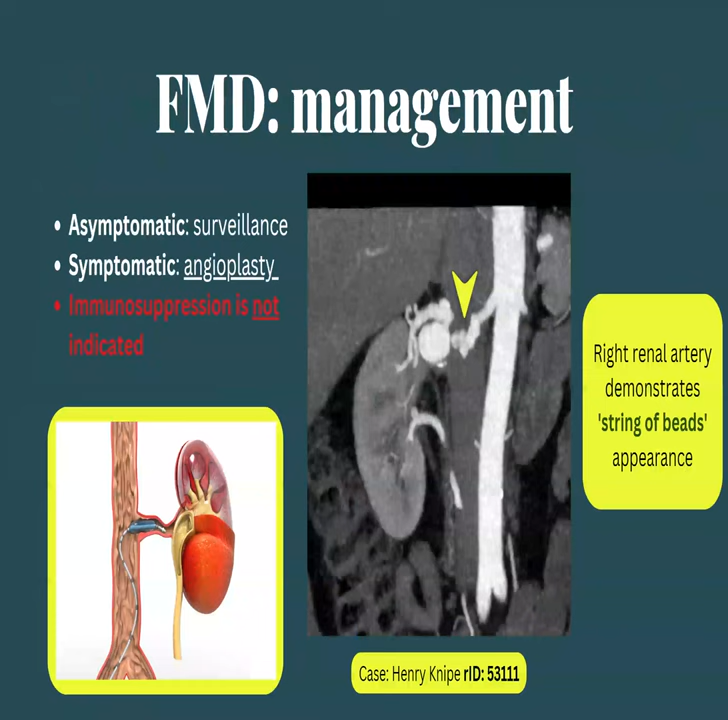 FMD: management
• Asymptomatic: surveillance
• Symptomatic: angioplasty
• Immunosuppression is not
indicated
Right renal artery
demonstrates
'string of beads'
appearance
Case: Henry Knipe rID: 53111